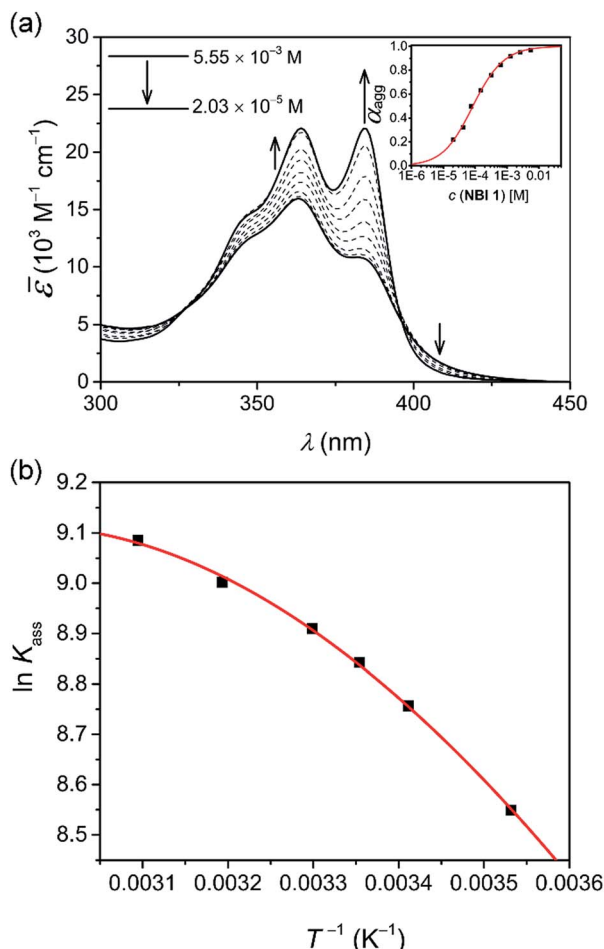 (a)
30
25
20
15
10
5
0
ε̅ (10³ M⁻¹ cm⁻¹)
5.55 × 10⁻³ M
2.03 × 10⁻⁵ M
1.0
0.8
0.6
0.4
0.2
0.0
αagg
1E-6 1E-5 1E-4 1E-3 0.01
c (NBI 1) [M]
300 350 400 450
λ (nm)
(b)
9.2
9.1
9.0
8.9
8.8
8.7
8.6
8.5
ln Kass
0.0031 0.0032 0.0033 0.0034 0.0035 0.0036
T⁻¹ (K⁻¹)